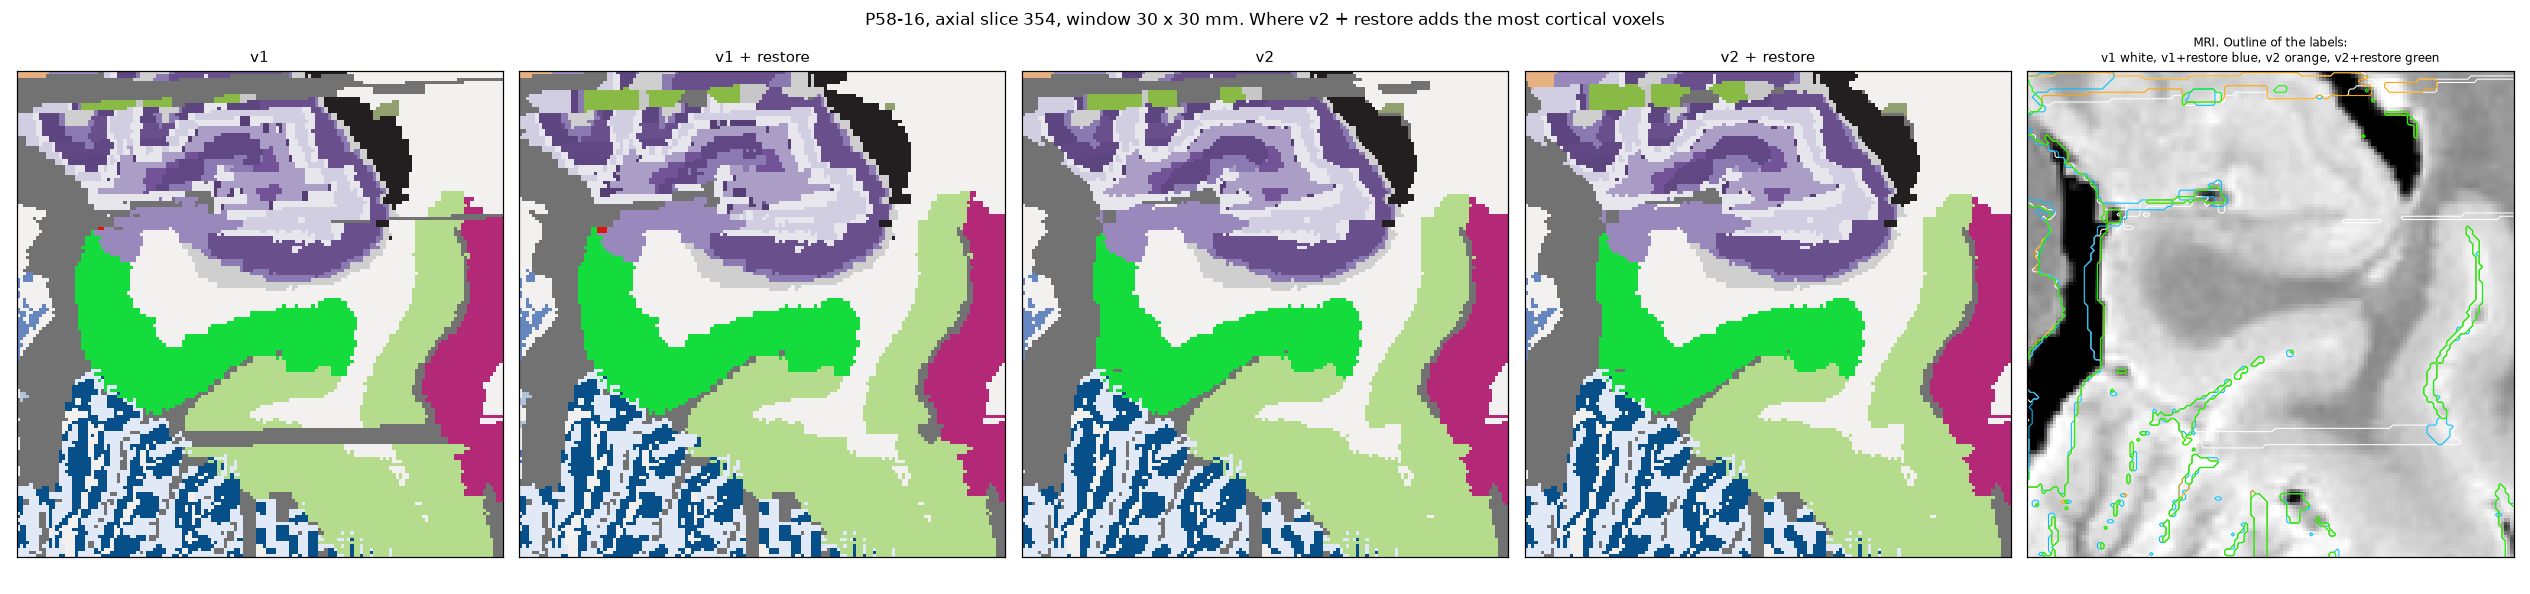 P58-16, axial slice 354, window 30 x 30 mm. Where v2 + restore adds the most cortical voxels
v1
v1 + restore
v2
v2 + restore
MRI. Outline of the labels:
v1 white, v1+restore blue, v2 orange, v2+restore green